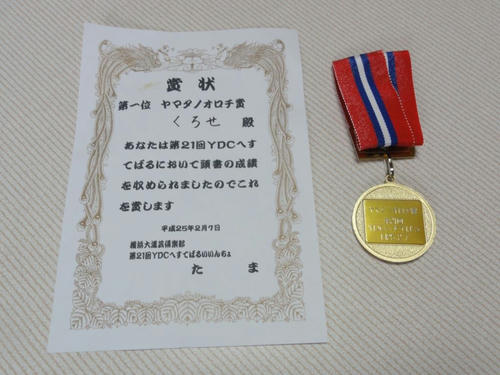 賞状
第一位 ヤマタノオロチ賞
くろせ 殿
あなたは第21回YDCへす
てばるにおいて頭書の成績
を収められましたのでこれ
を賞します
平成25年2月7日
第21回YDCへすてばるいいんちょ
たま